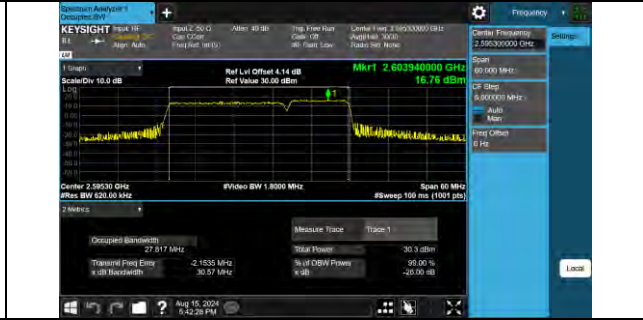 Spectrum Analyzer 1
Occupied BW
+
Frequency
KEYSIGHT
Input: RF
Input Z: 50 Ω
Atten: 40 dB
Trig: Free Run
Center Freq: 2.595300000 GHz
RL
Align: Auto
Freq Ref: Int (S)
Gate: Off
Radio Std: None
Center Frequency
2.595300000 GHz
Settings
Span
60.000 MHz
CF Step
6.000000 MHz
Auto
Man
Freq Offset
0 Hz
Local
1 Graph
Scale/Div 10.0 dB
Ref Lvl Offset 4.14 dB
Ref Value 30.00 dBm
Mkr1 2.603940000 GHz
16.76 dBm
Log
Center 2.59530 GHz
#Res BW 620.00 kHz
#Video BW 1.8000 MHz
Span 60 MHz
#Sweep 100 ms (1001 pts)
2 Metrics
Measure Trace
Trace 1
Occupied Bandwidth
27.817 MHz
Total Power
30.3 dBm
Transmit Freq Error
-2.1535 MHz
% of OBW Power
99.00 %
x dB Bandwidth
30.57 MHz
x dB
-26.00 dB
Aug 15, 2024
5:42:28 PM